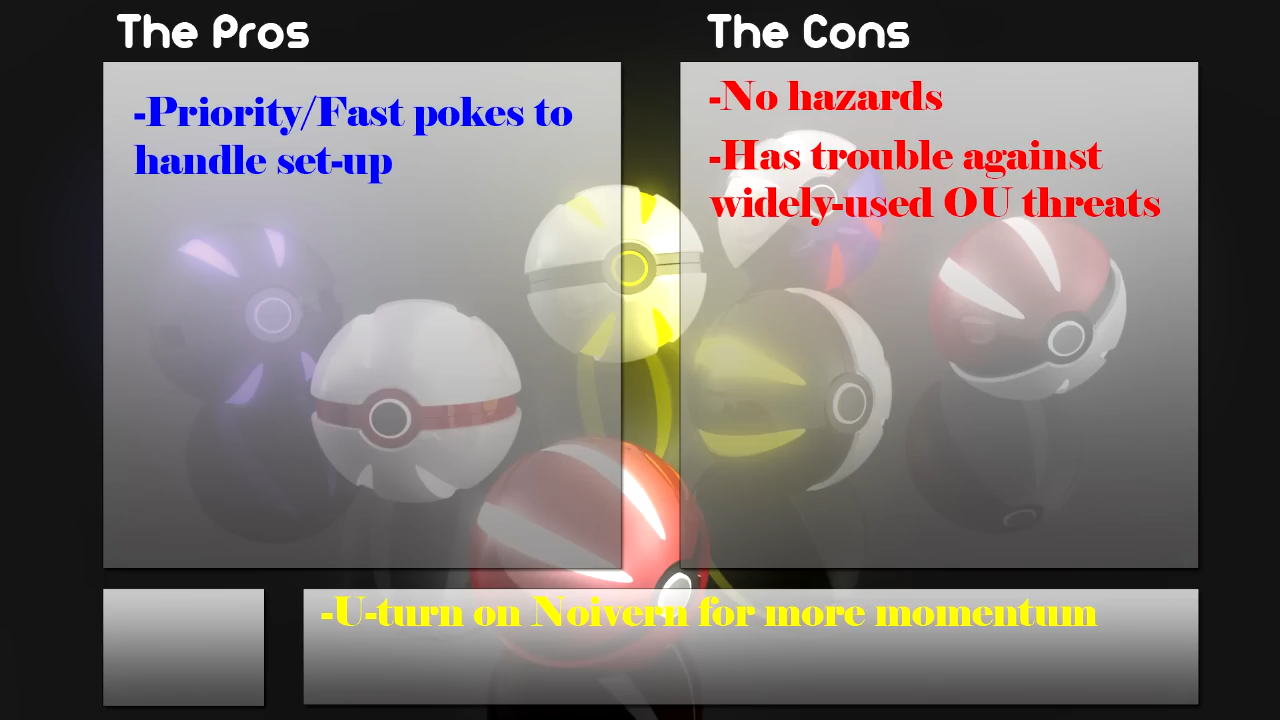 The Pros
-Priority/Fast pokes to
handle set-up
The Cons
-No hazards
-Has trouble against
widely-used OU threats
-U-turn on Noivern for more momentum